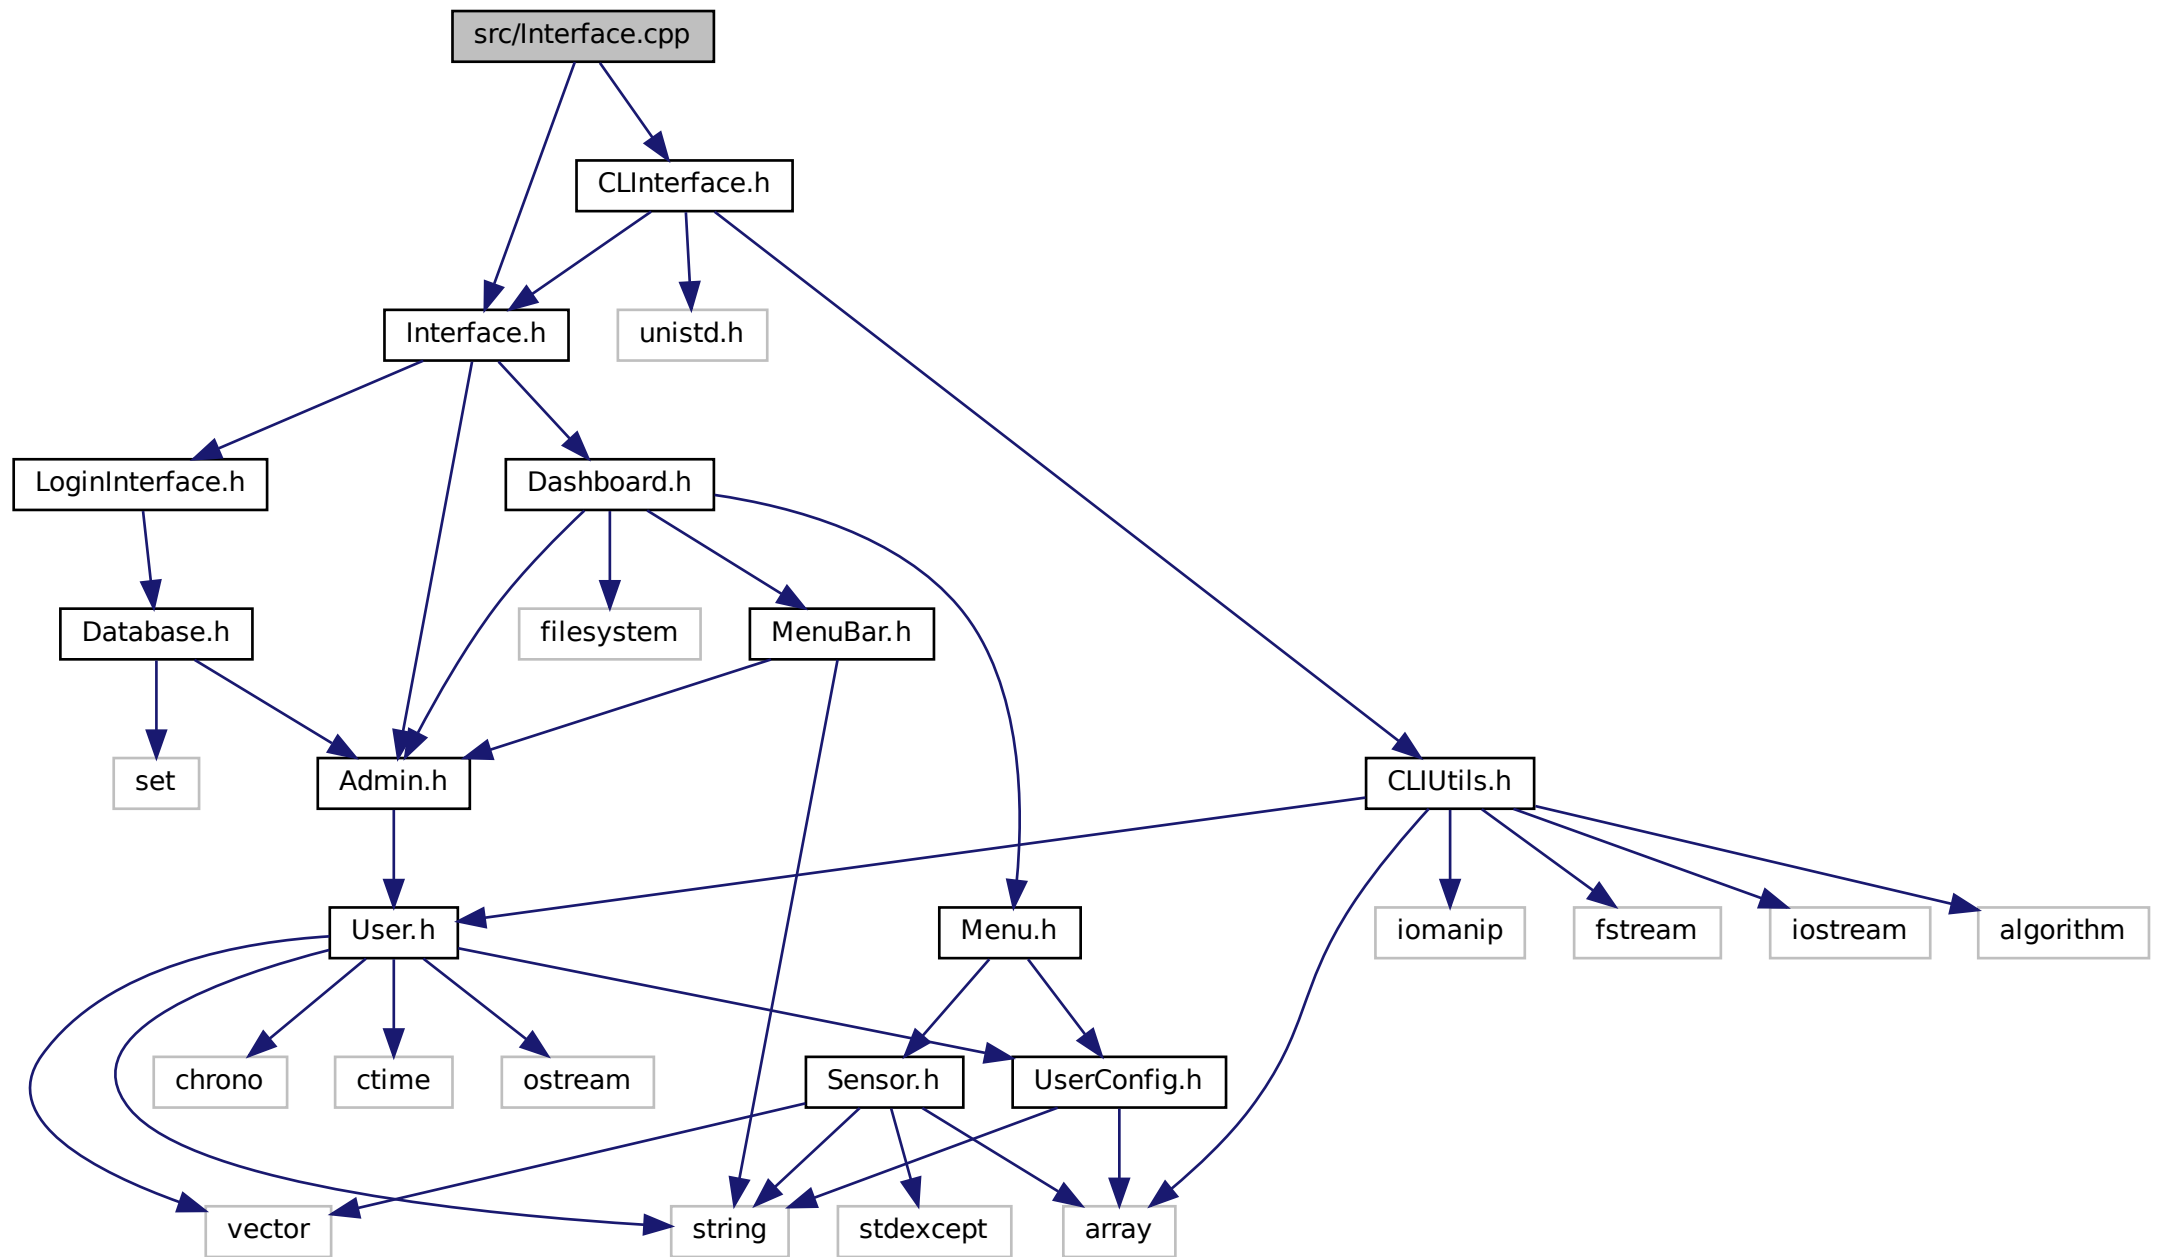 src/Interface.cpp
CLInterface.h
Interface.h
unistd.h
LoginInterface.h
Dashboard.h
Database.h
filesystem
MenuBar.h
set
Admin.h
CLIUtils.h
User.h
Menu.h
iomanip
fstream
iostream
algorithm
chrono
ctime
ostream
Sensor.h
UserConfig.h
vector
string
stdexcept
array